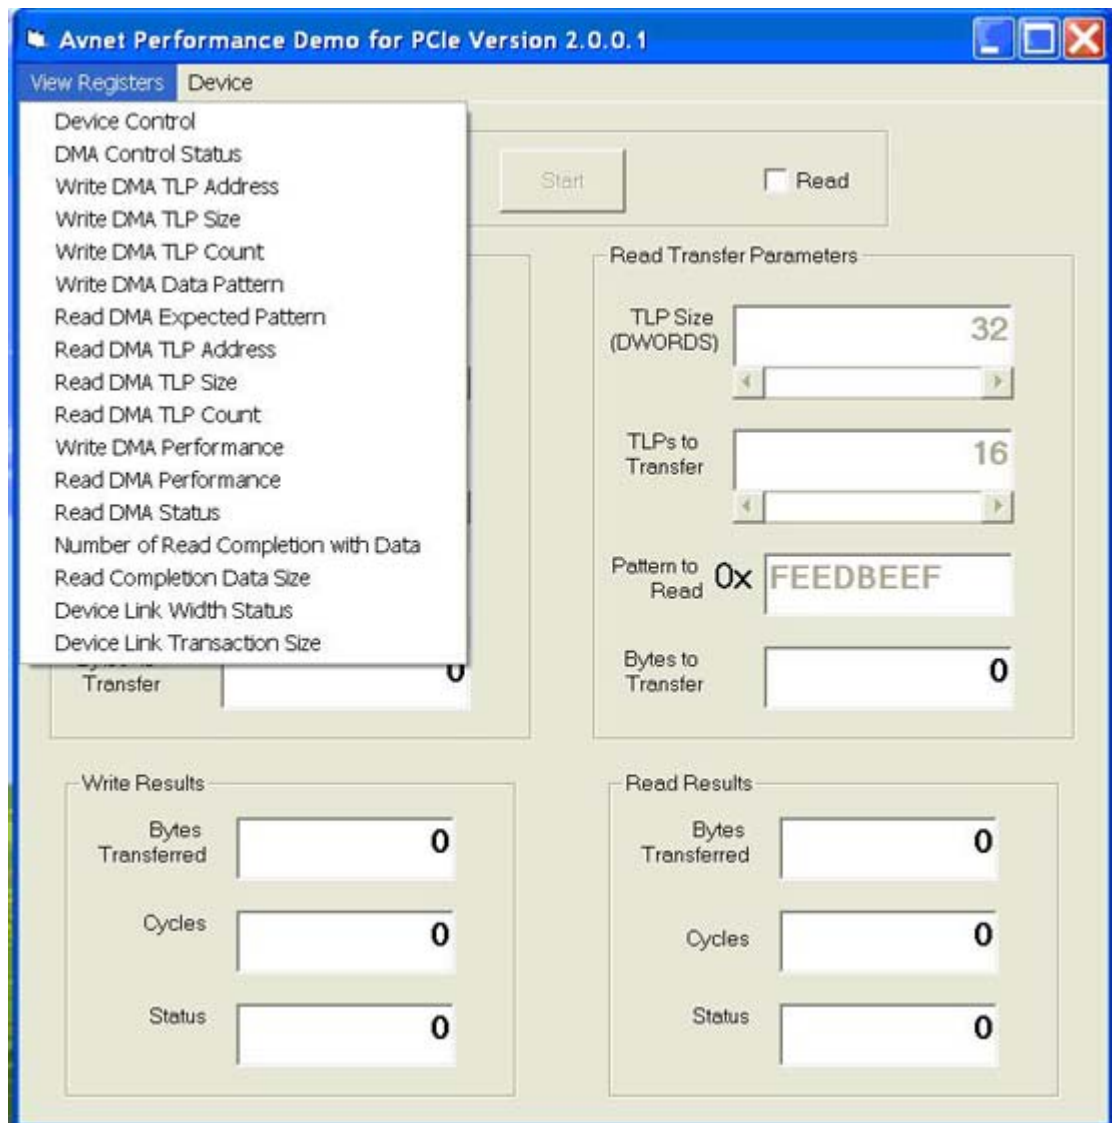 Avnet Performance Demo for PCIe Version 2.0.0.1
View Registers Device
Device Control
DMA Control Status
Write DMA TLP Address
Write DMA TLP Size
Write DMA TLP Count
Write DMA Data Pattern
Read DMA Expected Pattern
Read DMA TLP Address
Read DMA TLP Size
Read DMA TLP Count
Write DMA Performance
Read DMA Performance
Read DMA Status
Number of Read Completion with Data
Read Completion Data Size
Device Link Width Status
Device Link Transaction Size
Start Read
Read Transfer Parameters
TLP Size
(DWORDS)
32
TLPs to
Transfer
16
Pattern to
Read
0x FEEDBEEF
Bytes to
Transfer
0
Transfer
0
Write Results
Bytes
Transferred
0
Cycles
0
Status
0
Read Results
Bytes
Transferred
0
Cycles
0
Status
0